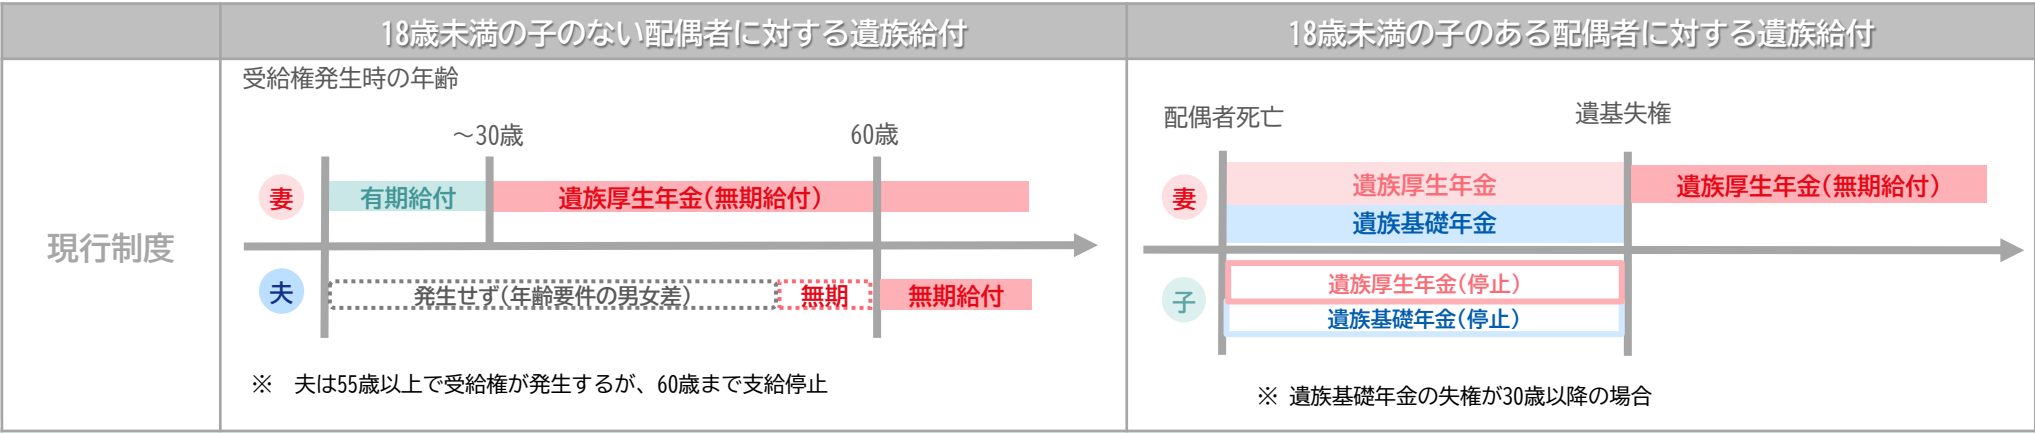 18歳未満の子のない配偶者に対する遺族給付
18歳未満の子のある配偶者に対する遺族給付
現行制度
受給権発生時の年齢
～30歳
60歳
妻
有期給付
遺族厚生年金(無期給付)
夫
発生せず(年齢要件の男女差)
無期
無期給付
※　夫は55歳以上で受給権が発生するが、60歳まで支給停止
配偶者死亡
遺基失権
妻
遺族厚生年金
遺族厚生年金(無期給付)
遺族基礎年金
子
遺族厚生年金(停止)
遺族基礎年金(停止)
※ 遺族基礎年金の失権が30歳以降の場合